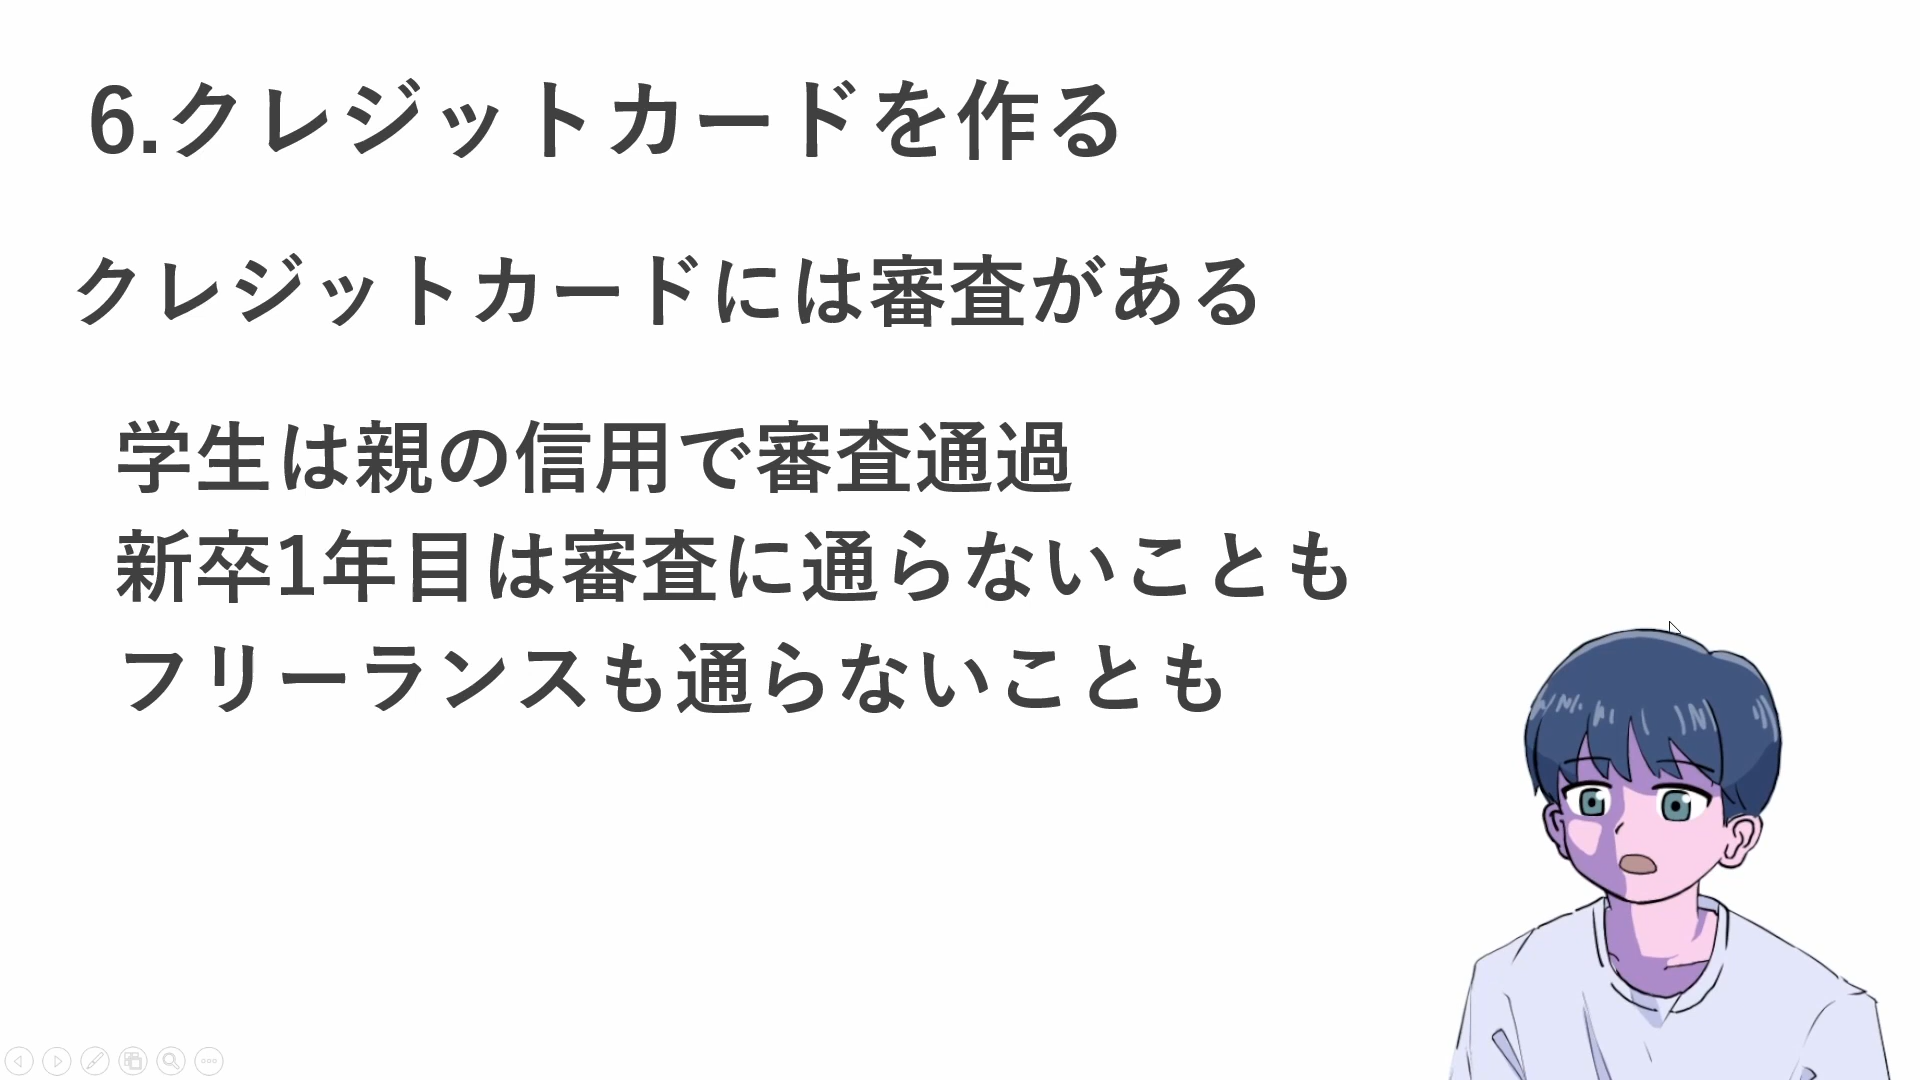 6.クレジットカードを作る
クレジットカードには審査がある
学生は親の信用で審査通過
新卒1年目は審査に通らないことも
フリーランスも通らないことも